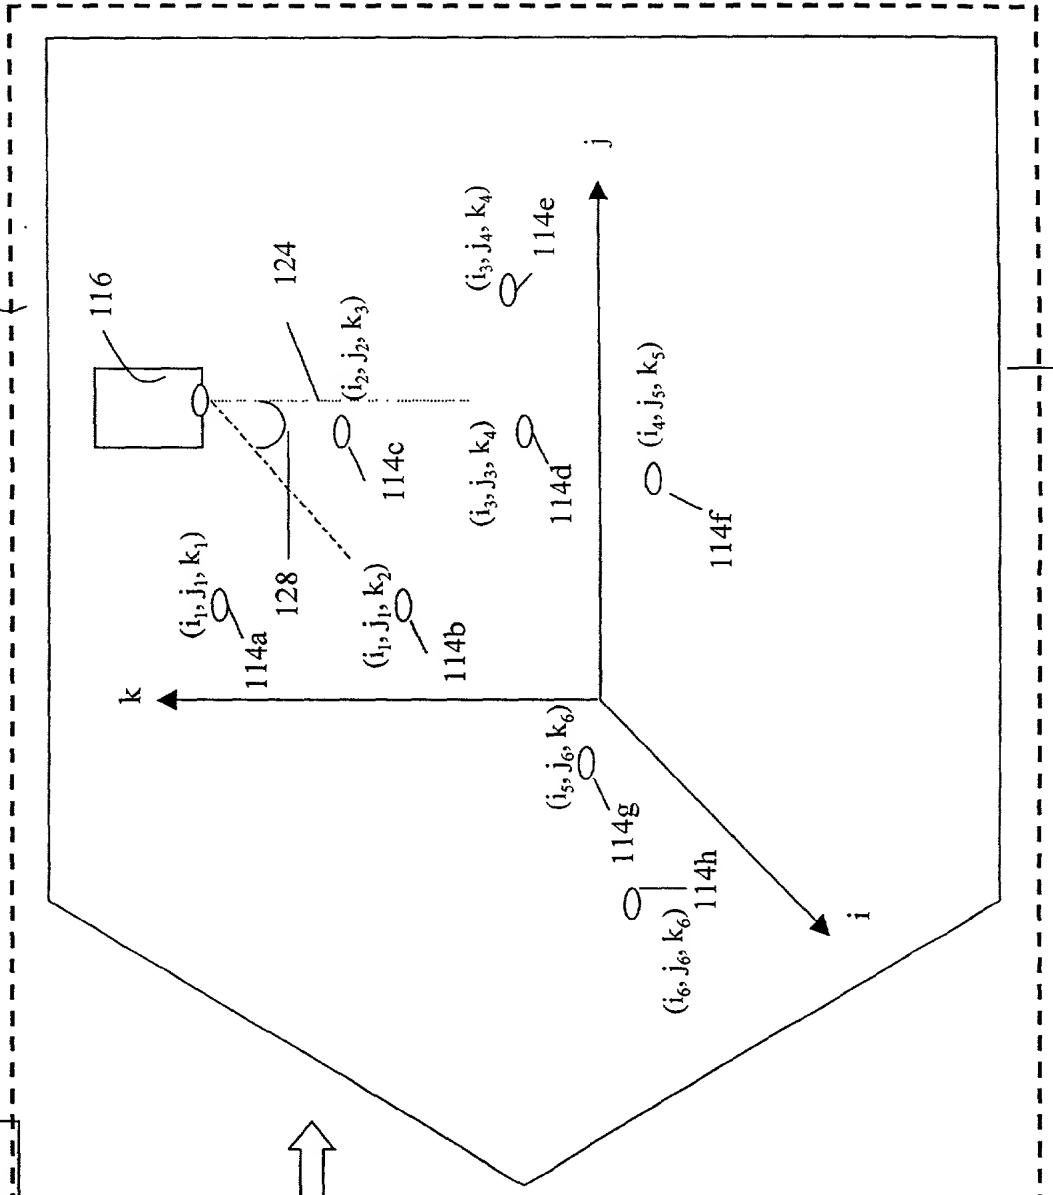 116
124
(i₁, j₁, k₁)
114a
128
(i₁, j₁, k₂)
114b
(i₂, j₂, k₃)
114c
(i₃, j₃, k₄)
114d
(i₃, j₄, k₄)
114e
(i₄, j₅, k₅)
114f
(i₅, j₆, k₆)
114g
(i₆, j₆, k₆)
114h
k
j
i